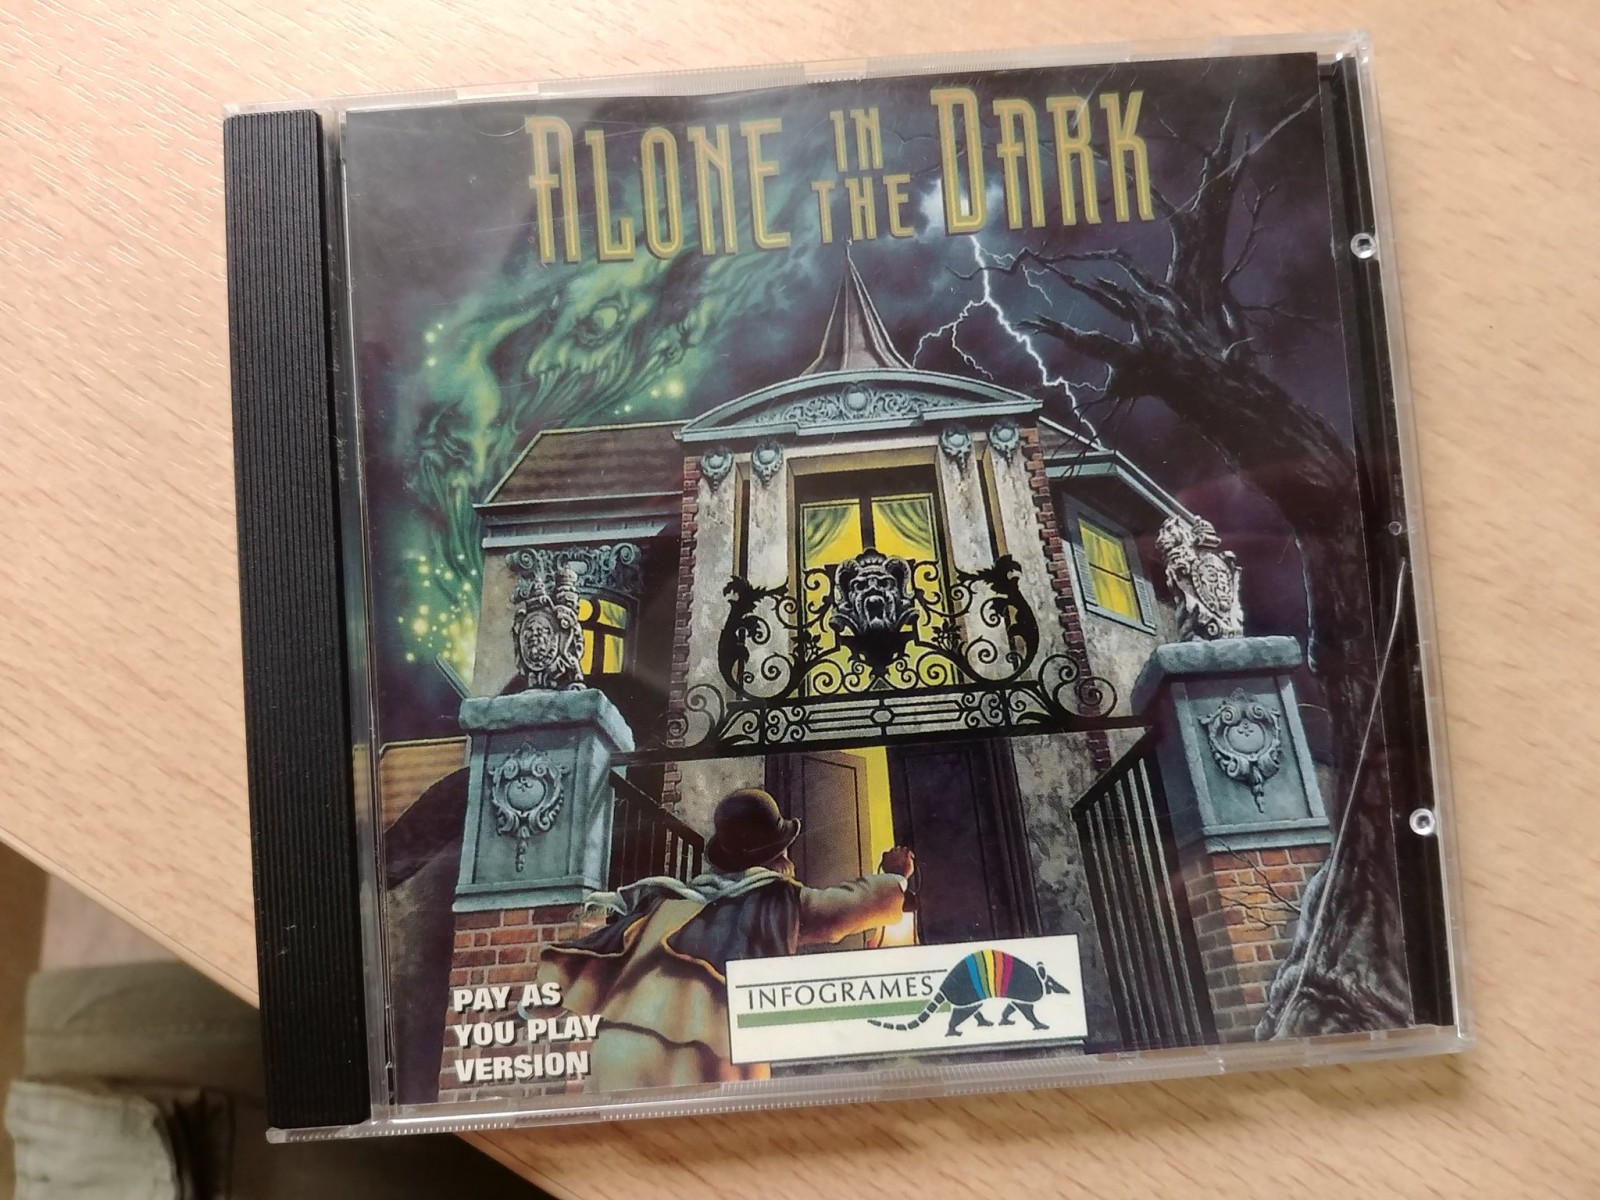 ALONE IN THE DARK
INFOGRAMES
PAY AS
YOU PLAY
VERSION